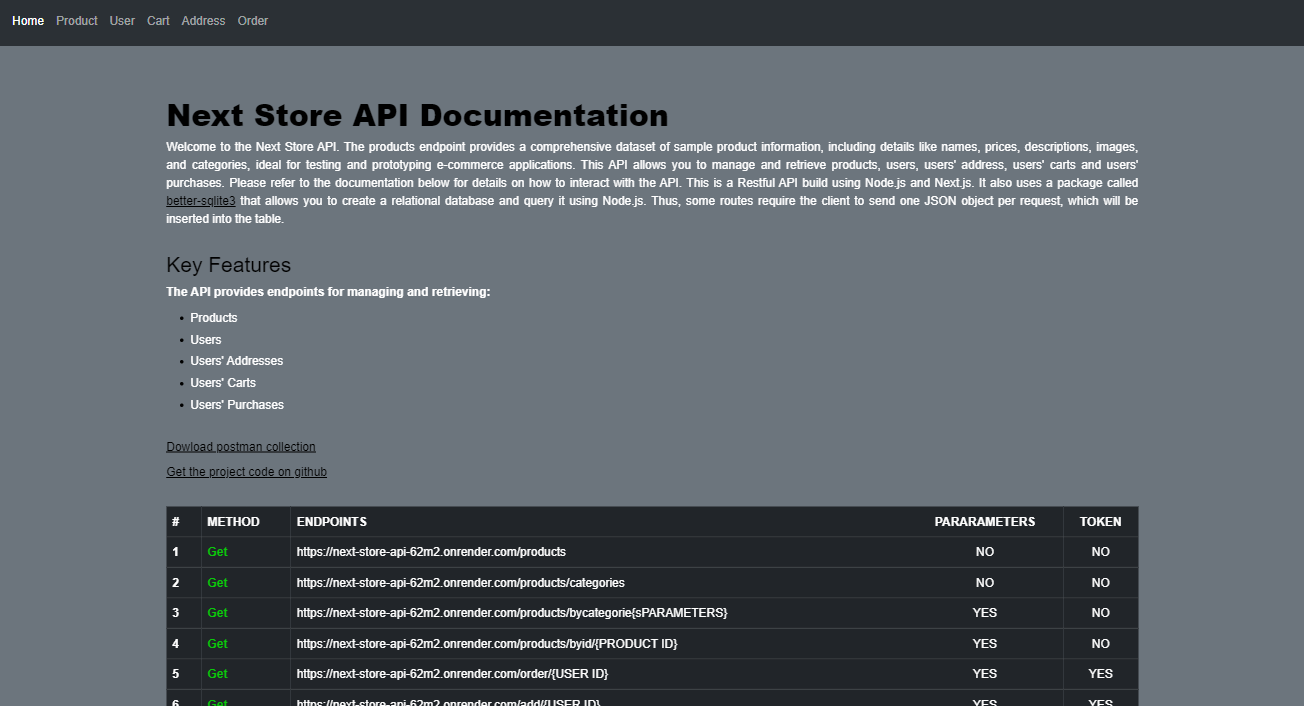 Home Product User Cart Address Order
Next Store API Documentation
Welcome to the Next Store API. The products endpoint provides a comprehensive dataset of sample product information, including details like names, prices, descriptions, images,
and categories, ideal for testing and prototyping e-commerce applications. This API allows you to manage and retrieve products, users, users' address, users' carts and users'
purchases. Please refer to the documentation below for details on how to interact with the API. This is a Restful API build using Node.js and Next.js. It also uses a package called
better-sqlite3 that allows you to create a relational database and query it using Node.js. Thus, some routes require the client to send one JSON object per request, which will be
inserted into the table.
Key Features
The API provides endpoints for managing and retrieving:
• Products
• Users
• Users' Addresses
• Users' Carts
• Users' Purchases
Dowload postman collection
Get the project code on github
# METHOD ENDPOINTS PARARAMETERS TOKEN
1 Get https://next-store-api-62m2.onrender.com/products NO NO
2 Get https://next-store-api-62m2.onrender.com/products/categories NO NO
3 Get https://next-store-api-62m2.onrender.com/products/bycategorie{sPARAMETERS} YES NO
4 Get https://next-store-api-62m2.onrender.com/products/byid/{PRODUCT ID} YES NO
5 Get https://next-store-api-62m2.onrender.com/order/{USER ID} YES YES
6 Get https://next-store-api-62m2.onrender.com/add//USER ID} YES YES